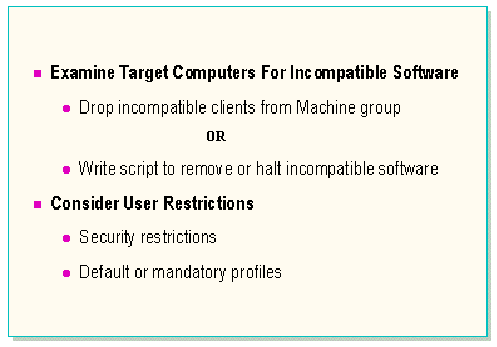 Examine Target Computers For Incompatible Software
Drop incompatible clients from Machine group
OR
Write script to remove or halt incompatible software
Consider User Restrictions
Security restrictions
Default or mandatory profiles